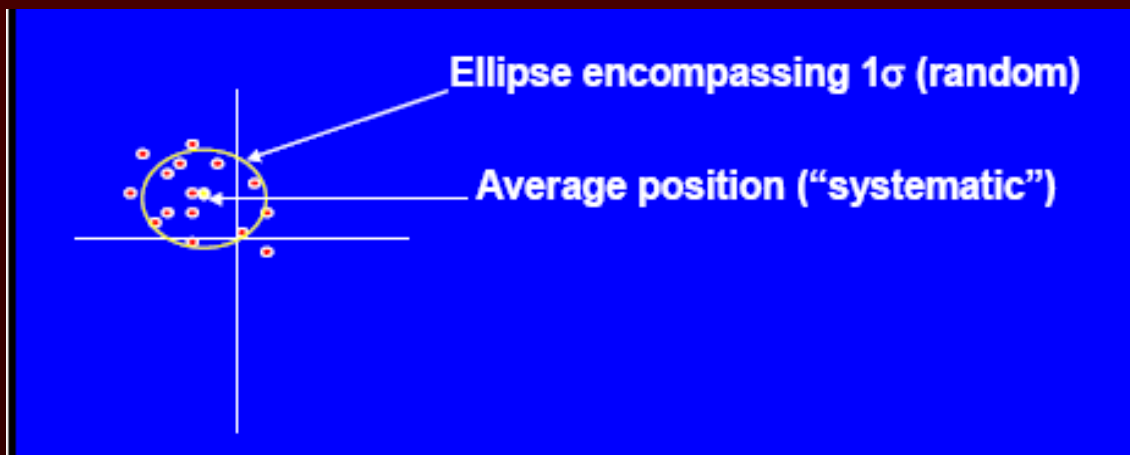 Ellipse encompassing 1σ (random)
Average position (“systematic”)